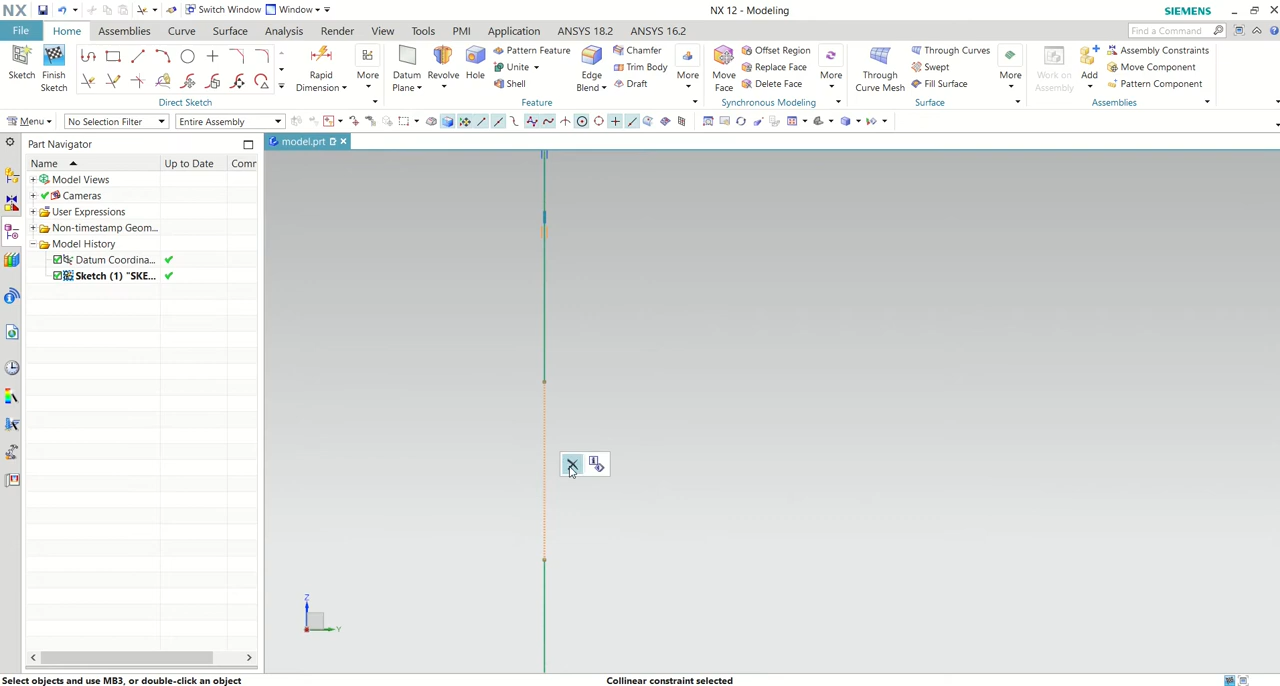 NX Switch Window Window NX 12 - Modeling SIEMENS
File Home Assemblies Curve Surface Analysis Render View Tools PMI Application ANSYS 18.2 ANSYS 16.2 Find a Command
Sketch Finish Sketch Rapid Dimension More Datum Plane Revolve Hole Pattern Feature Unite Shell Edge Blend Chamfer Trim Body Draft More Move Face Offset Region Replace Face Delete Face More Through Curve Mesh Through Curves Swept Fill Surface More Work on Assembly Add Assembly Constraints Move Component Pattern Component
Direct Sketch Feature Synchronous Modeling Surface Assemblies
Menu No Selection Filter Entire Assembly
Part Navigator model.prt
Name Up to Date Comr
Model Views
Cameras
User Expressions
Non-timestamp Geom...
Model History
Datum Coordina...
Sketch (1) "SKE...
Z
Y
Select objects and use MB3, or double-click an object Collinear constraint selected